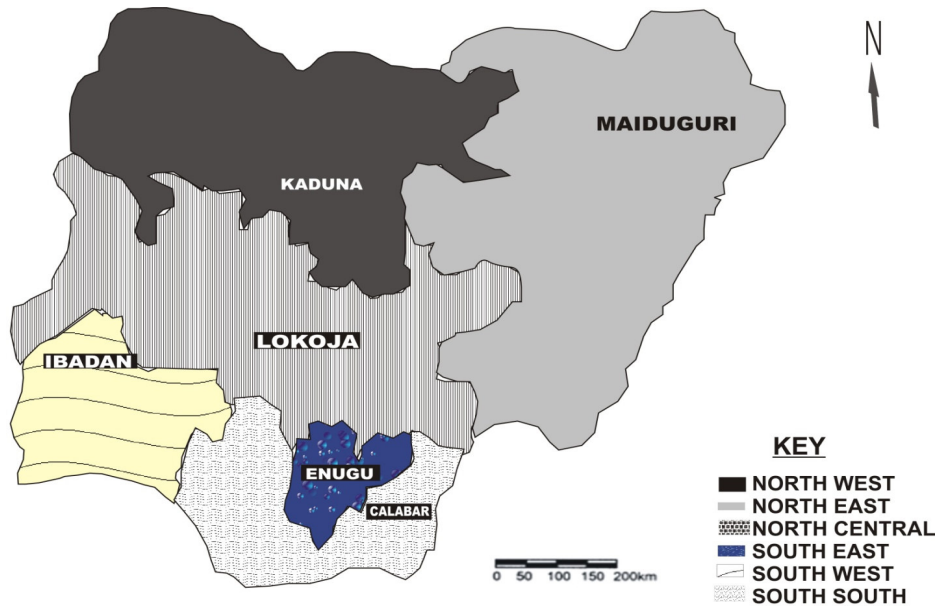 N
MAIDUGURI
KADUNA
LOKOJA
IBADAN
ENUGU
CALABAR
KEY
NORTH WEST
NORTH EAST
NORTH CENTRAL
SOUTH EAST
SOUTH WEST
SOUTH SOUTH
0 50 100 150 200km